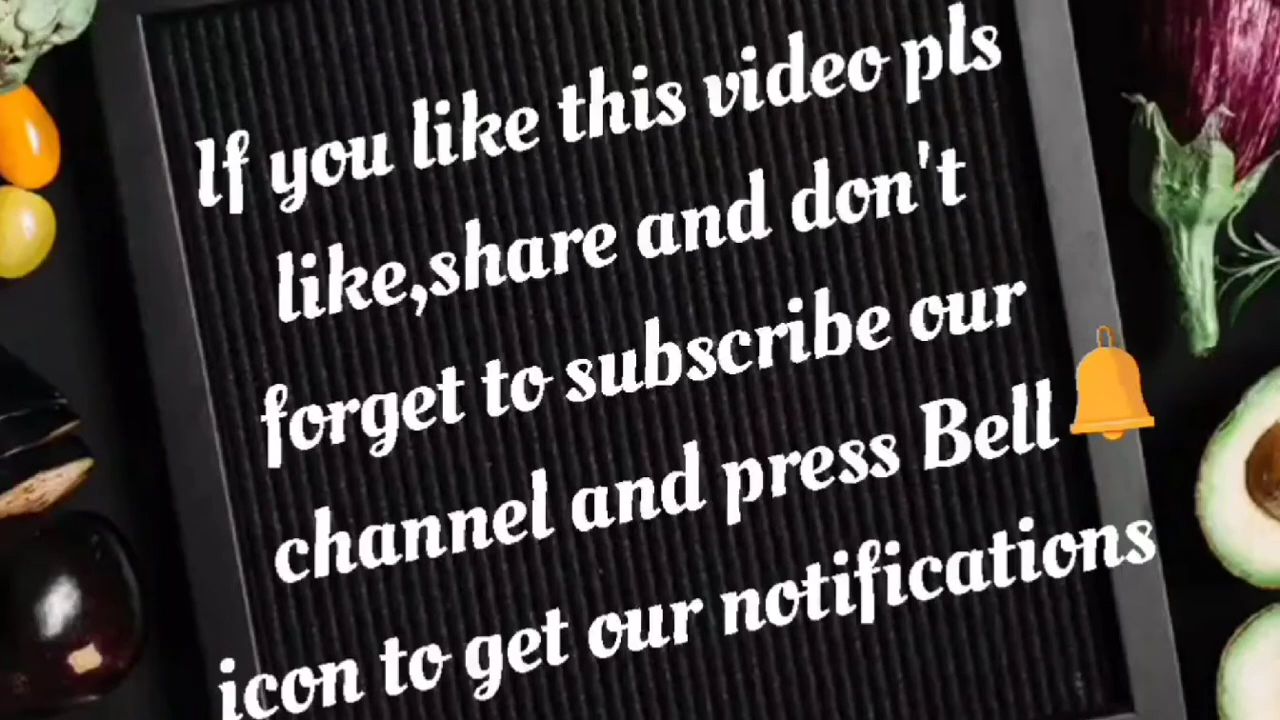 If you like this video pls
like,share and don't
forget to subscribe our
channel and press Bell🔔
icon to get our notifications